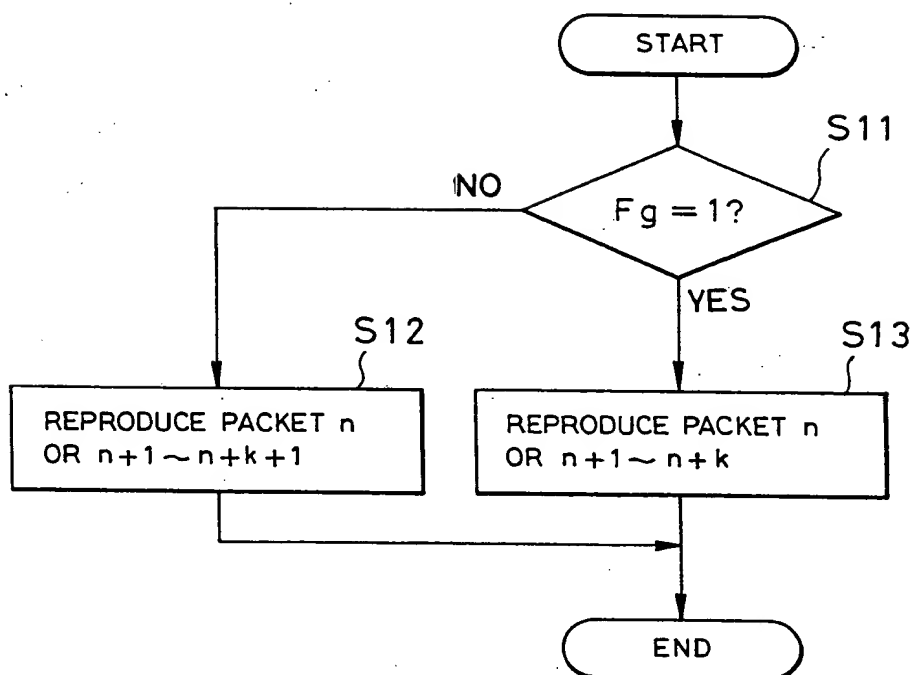 START
S11
Fg=1?
NO
YES
S12
REPRODUCE PACKET n
OR n+1~n+k+1
S13
REPRODUCE PACKET n
OR n+1~n+k
END